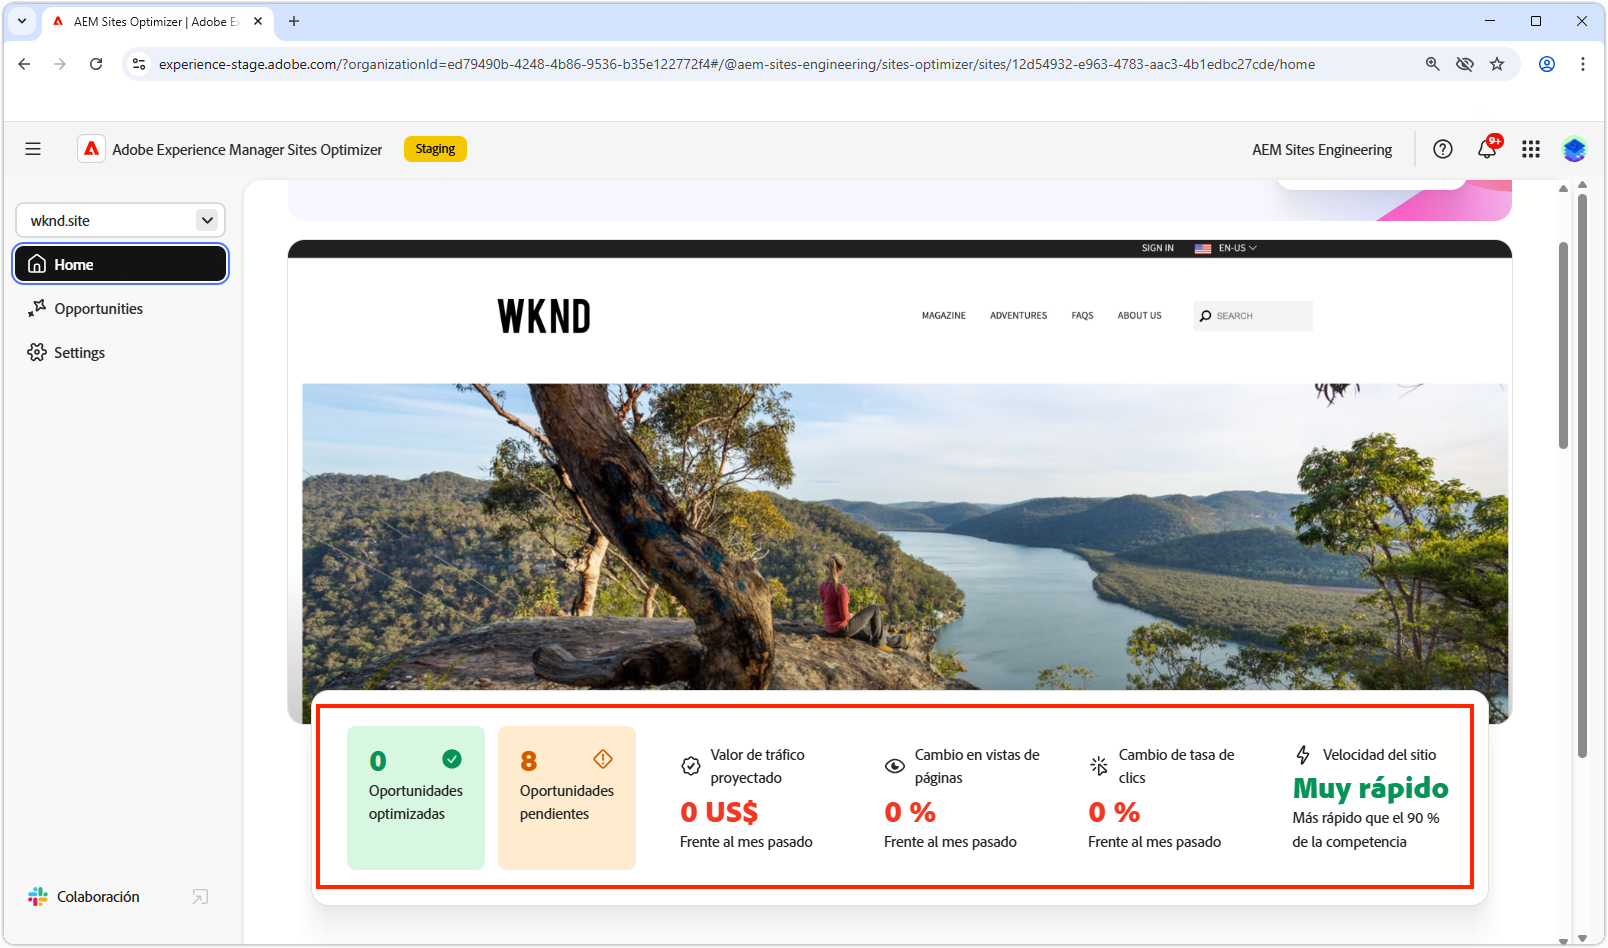 AEM Sites Optimizer | Adobe Ex
experience-stage.adobe.com/?organizationId=ed79490b-4248-4b86-9536-b35e122772f4#/@aem-sites-engineering/sites-optimizer/sites/12d54932-e963-4783-aac3-4b1edbc27cde/home
Adobe Experience Manager Sites Optimizer
Staging
AEM Sites Engineering
9+
wknd.site
Home
Opportunities
Settings
Colaboración
SIGN IN
EN-US
WKND
MAGAZINE
ADVENTURES
FAQS
ABOUT US
SEARCH
0
Oportunidades
optimizadas
8
Oportunidades
pendientes
Valor de tráfico
proyectado
0 US$
Frente al mes pasado
Cambio en vistas de
páginas
0 %
Frente al mes pasado
Cambio de tasa de
clics
0 %
Frente al mes pasado
Velocidad del sitio
Muy rápido
Más rápido que el 90 %
de la competencia